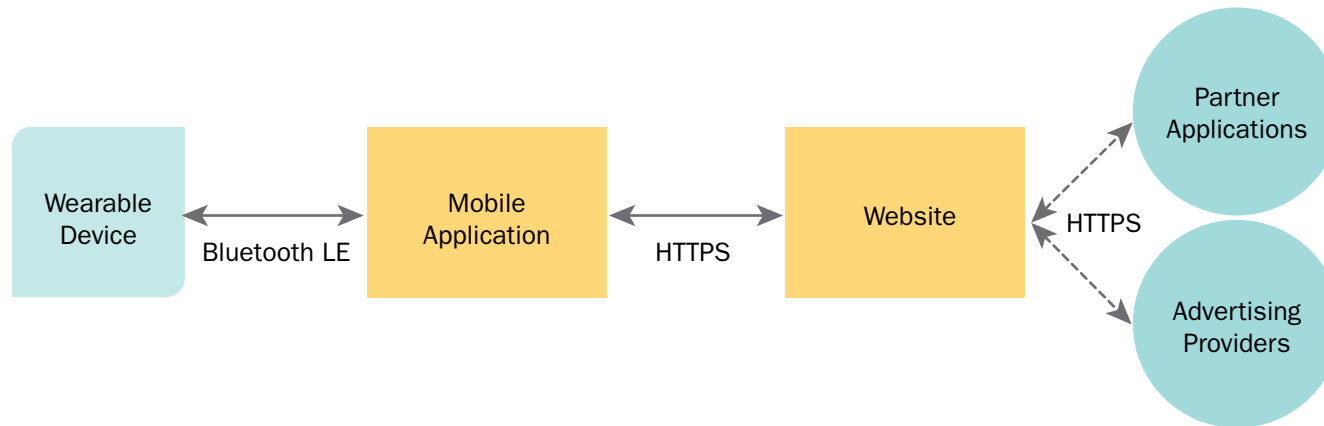 Wearable
Device
Bluetooth LE
Mobile
Application
HTTPS
Website
HTTPS
Partner
Applications
Advertising
Providers